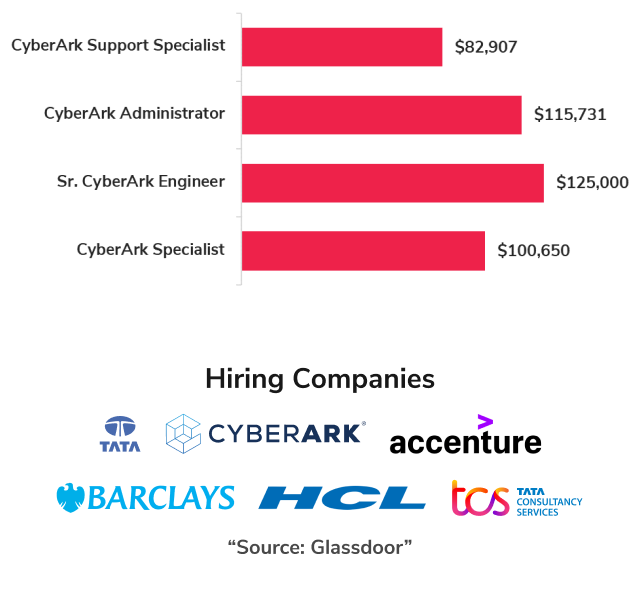 CyberArk Support Specialist $82,907
CyberArk Administrator $115,731
Sr. CyberArk Engineer $125,000
CyberArk Specialist $100,650
Hiring Companies
TATA
CYBERARK®
accenture
BARCLAYS
HCL
tcs
TATA
CONSULTANCY
SERVICES
“Source: Glassdoor”